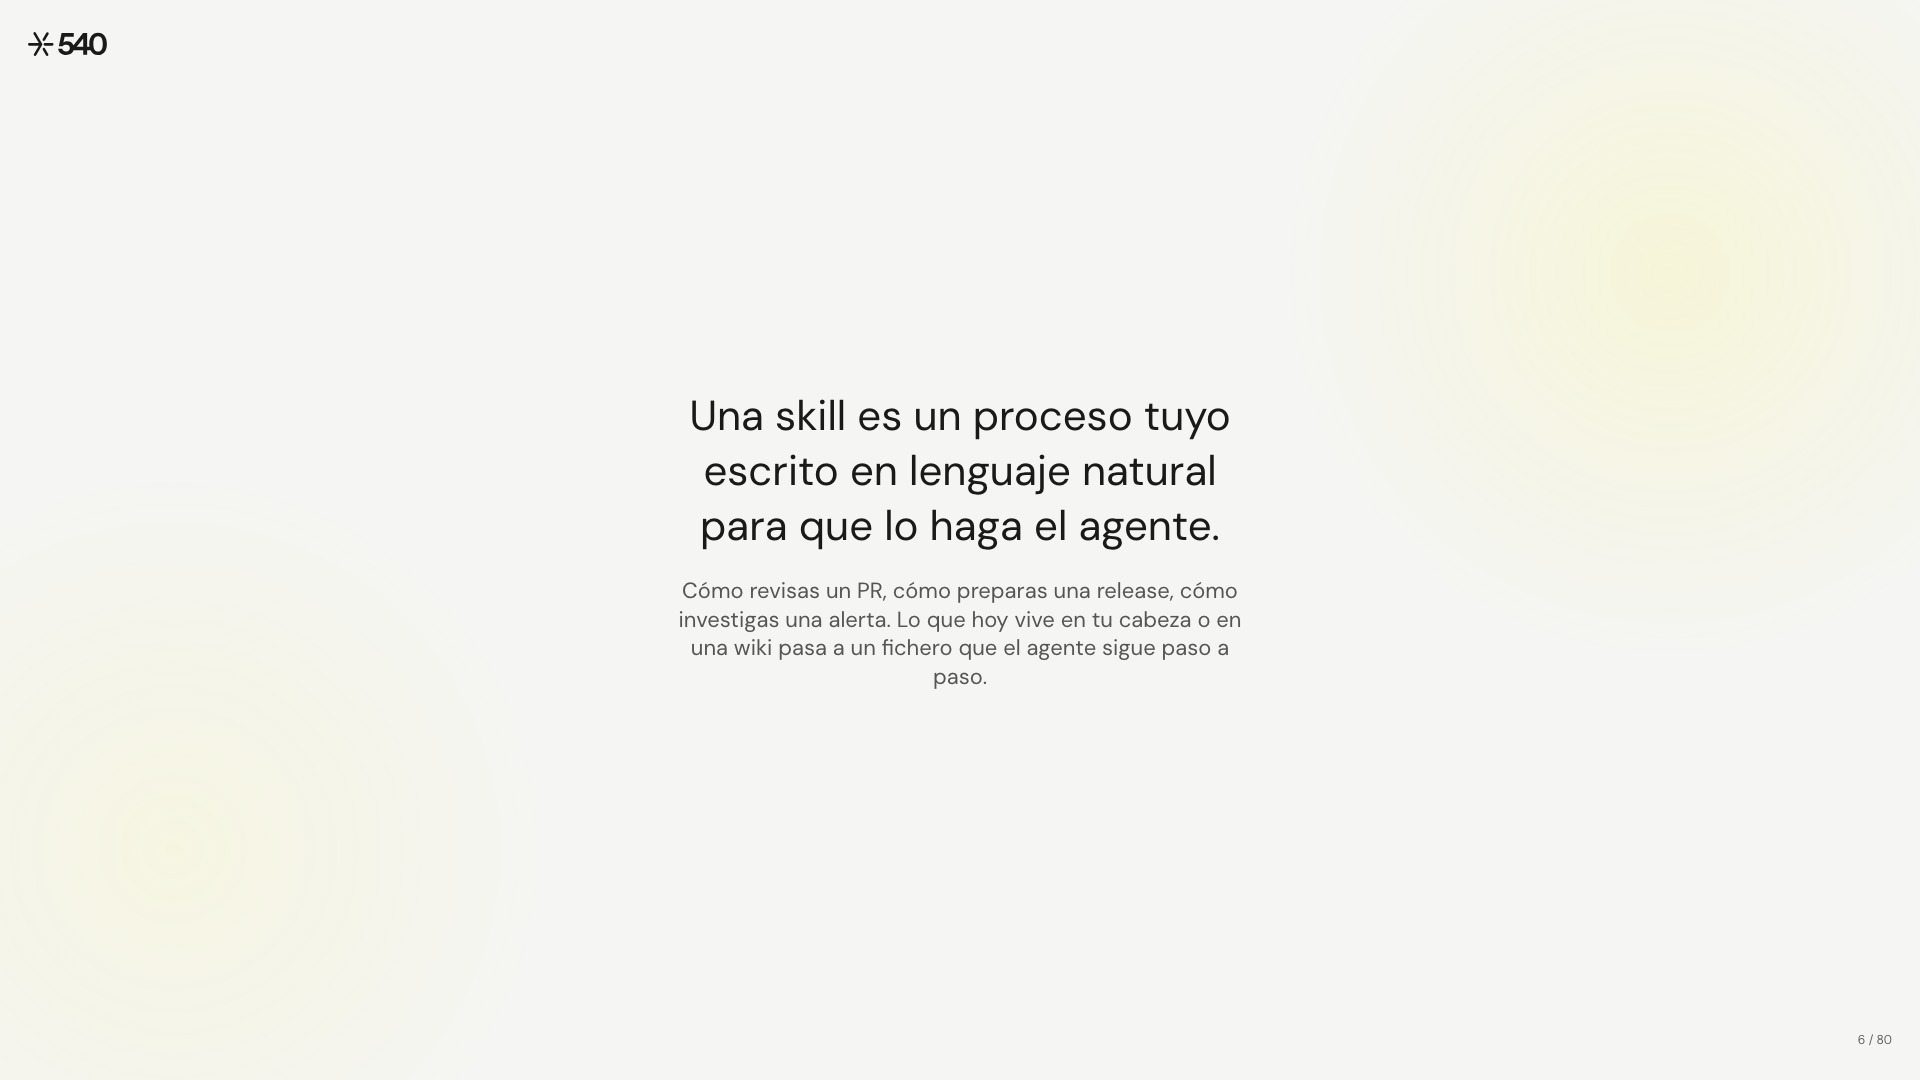 540
Una skill es un proceso tuyo
escrito en lenguaje natural
para que lo haga el agente.
Cómo revisas un PR, cómo preparas una release, cómo
investigas una alerta. Lo que hoy vive en tu cabeza o en
una wiki pasa a un fichero que el agente sigue paso a
paso.
6 / 80